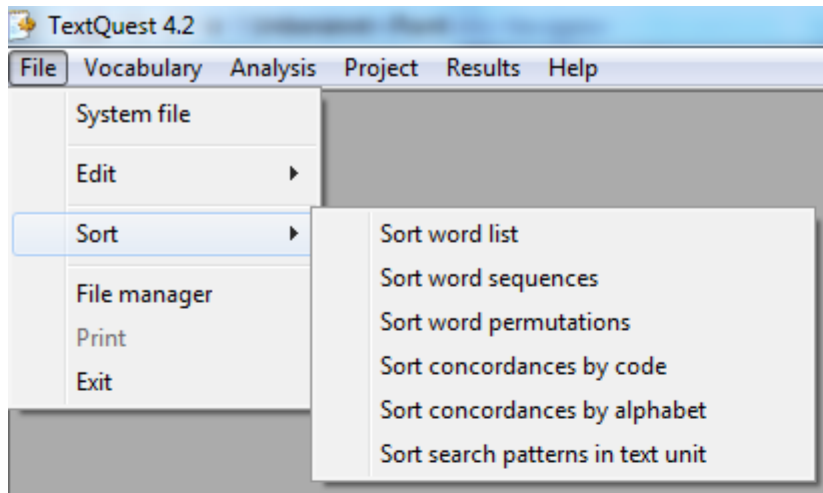 TextQuest 4.2
File Vocabulary Analysis Project Results Help
System file
Edit
Sort
File manager
Print
Exit
Sort word list
Sort word sequences
Sort word permutations
Sort concordances by code
Sort concordances by alphabet
Sort search patterns in text unit